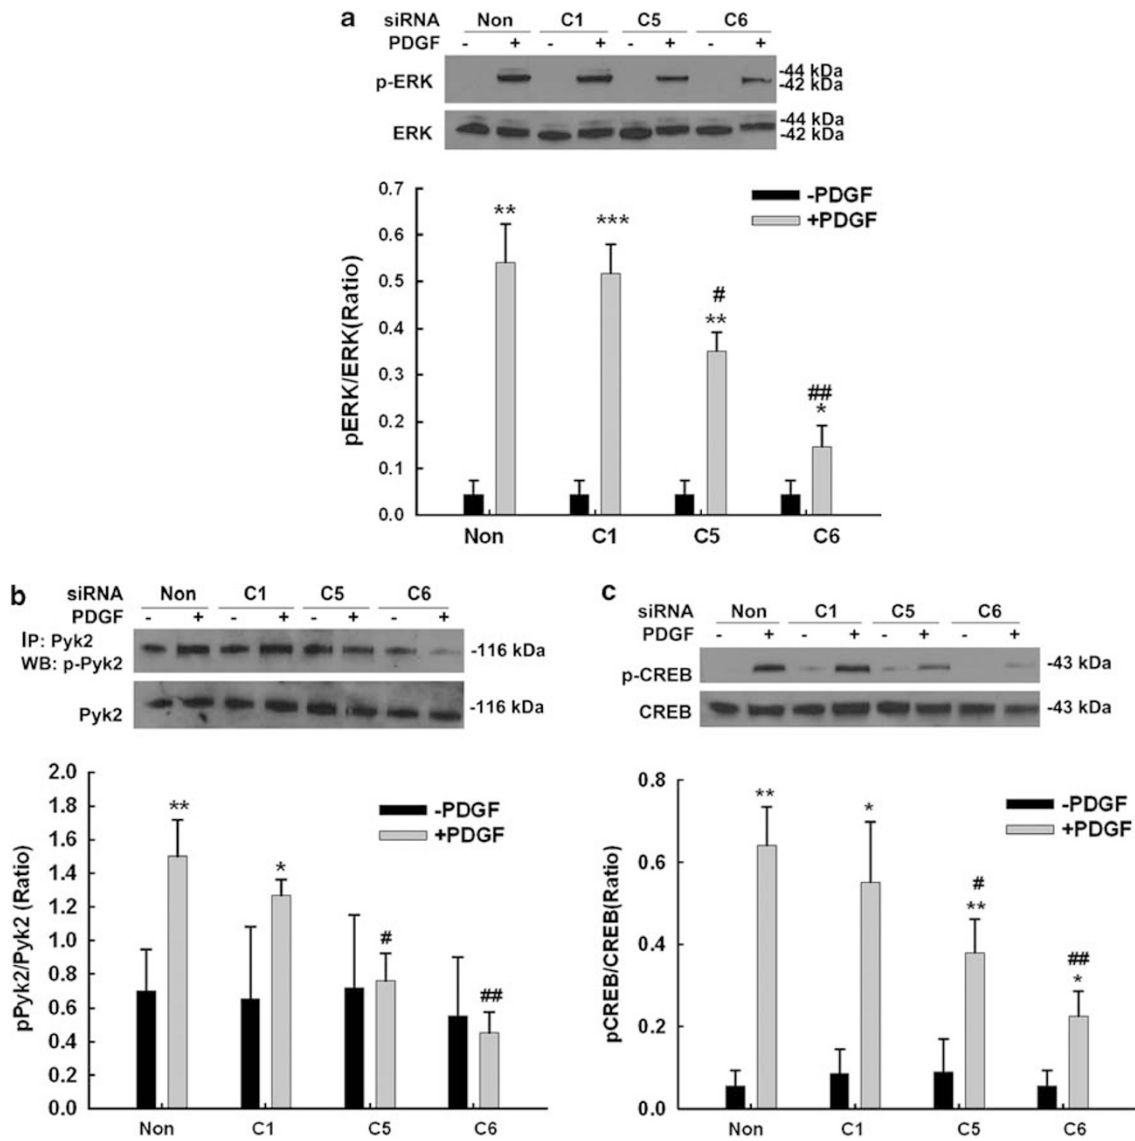 a
siRNA Non C1 C5 C6
PDGF - + - + - + - +
p-ERK -44 kDa
-42 kDa
ERK -44 kDa
-42 kDa
pERK/ERK(Ratio)
0.7
0.6
0.5
0.4
0.3
0.2
0.1
0.0
-PDGF
+PDGF
** *** # ** ## *
Non C1 C5 C6
b
siRNA Non C1 C5 C6
PDGF - + - + - + - +
IP: Pyk2
WB: p-Pyk2 -116 kDa
Pyk2 -116 kDa
pPyk2/Pyk2 (Ratio)
2.0
1.8
1.6
1.4
1.2
1.0
0.8
0.6
0.4
0.2
0.0
-PDGF
+PDGF
** * # ##
Non C1 C5 C6
c
siRNA Non C1 C5 C6
PDGF - + - + - + - +
p-CREB -43 kDa
CREB -43 kDa
pCREB/CREB(Ratio)
0.8
0.6
0.4
0.2
0.0
-PDGF
+PDGF
** * # ** ## *
Non C1 C5 C6